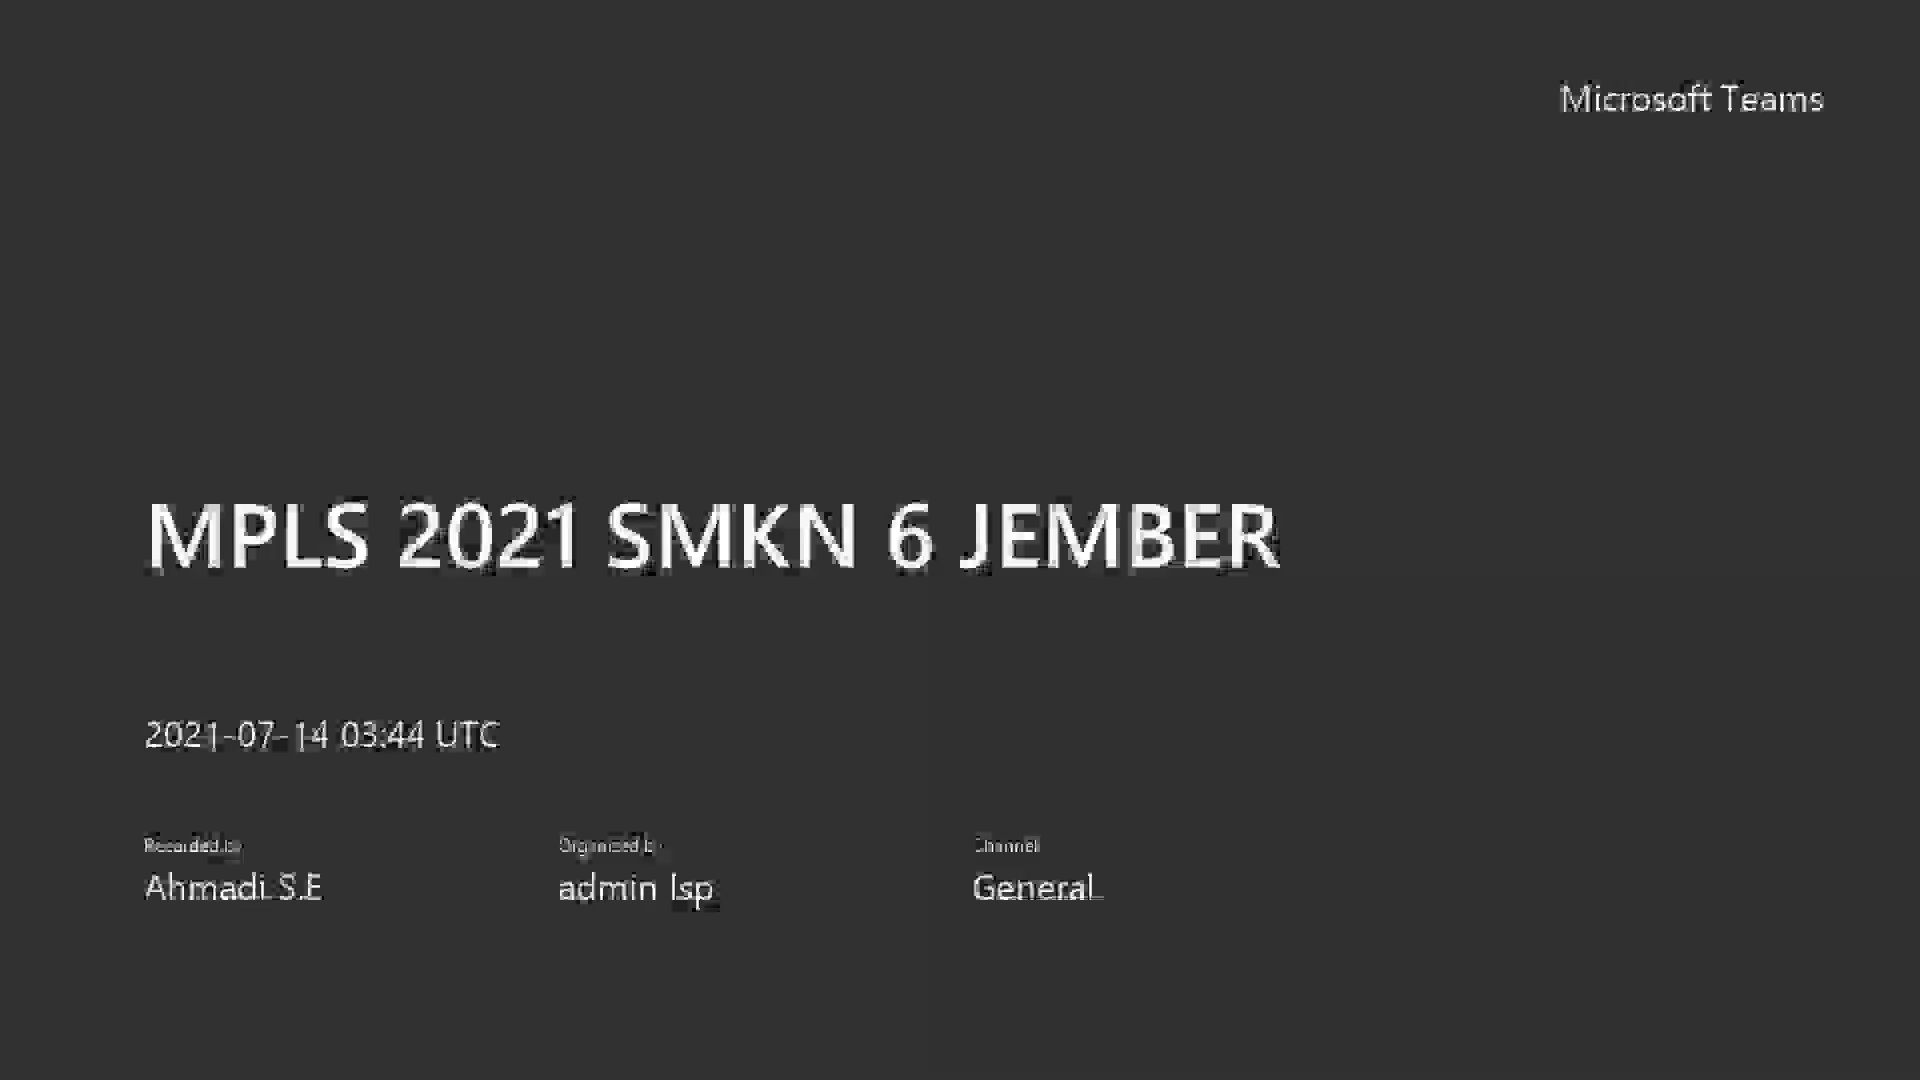 Microsoft Teams
MPLS 2021 SMKN 6 JEMBER
2021-07-14 03:44 UTC
Recorded by
Organized by
Channel
Ahmadi S.E
admin lsp
General